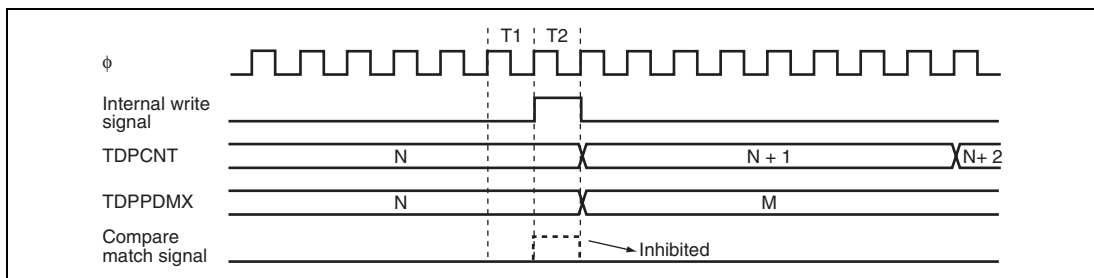 T1 T2
ϕ
Internal write
signal
TDPCNT N N + 1 N+ 2
TDPPDMX N M
Compare
match signal
Inhibited